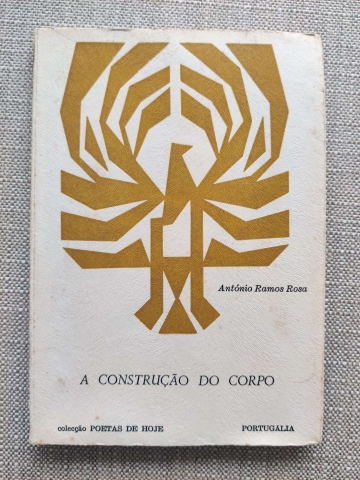 António Ramos Rosa
A CONSTRUÇÃO DO CORPO
colecção POETAS DE HOJE PORTUGÁLIA